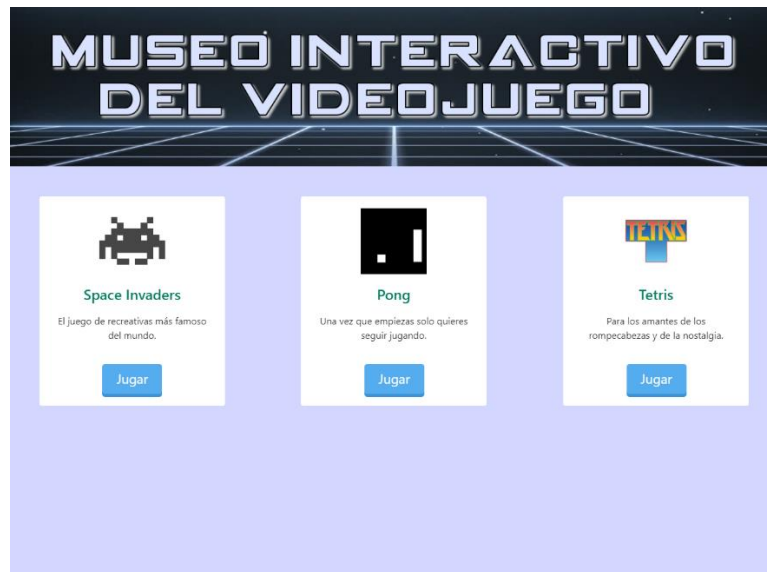 MUSEO INTERACTIVO
DEL VIDEOJUEGO
TETRIS
Space Invaders
El juego de recreativas más famoso
del mundo.
Jugar
Pong
Una vez que empiezas solo quieres
seguir jugando.
Jugar
Tetris
Para los amantes de los
rompecabezas y de la nostalgia.
Jugar